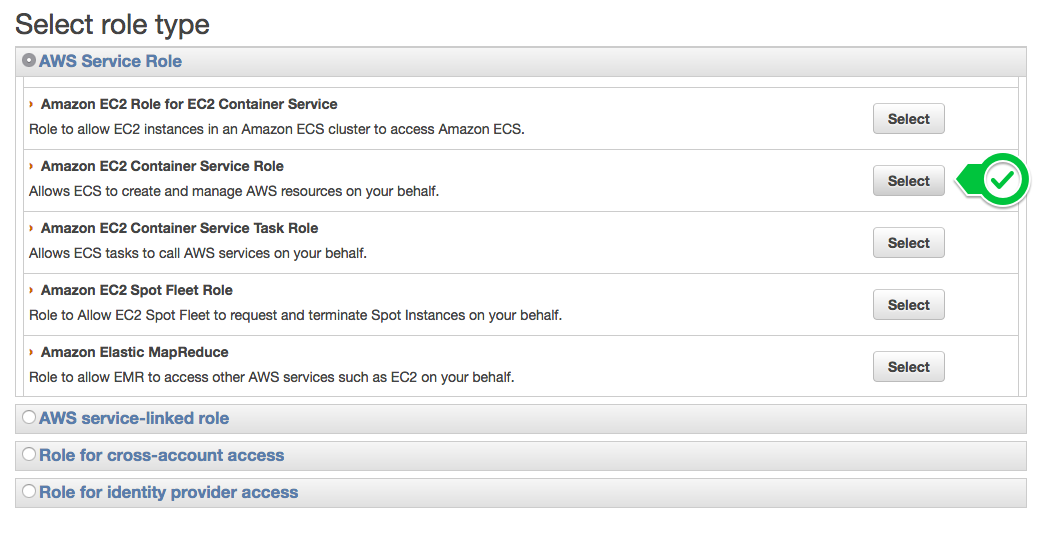 Select role type
AWS Service Role
Amazon EC2 Role for EC2 Container Service
Role to allow EC2 instances in an Amazon ECS cluster to access Amazon ECS.
Select
Amazon EC2 Container Service Role
Allows ECS to create and manage AWS resources on your behalf.
Select
Amazon EC2 Container Service Task Role
Allows ECS tasks to call AWS services on your behalf.
Select
Amazon EC2 Spot Fleet Role
Role to Allow EC2 Spot Fleet to request and terminate Spot Instances on your behalf.
Select
Amazon Elastic MapReduce
Role to allow EMR to access other AWS services such as EC2 on your behalf.
Select
AWS service-linked role
Role for cross-account access
Role for identity provider access